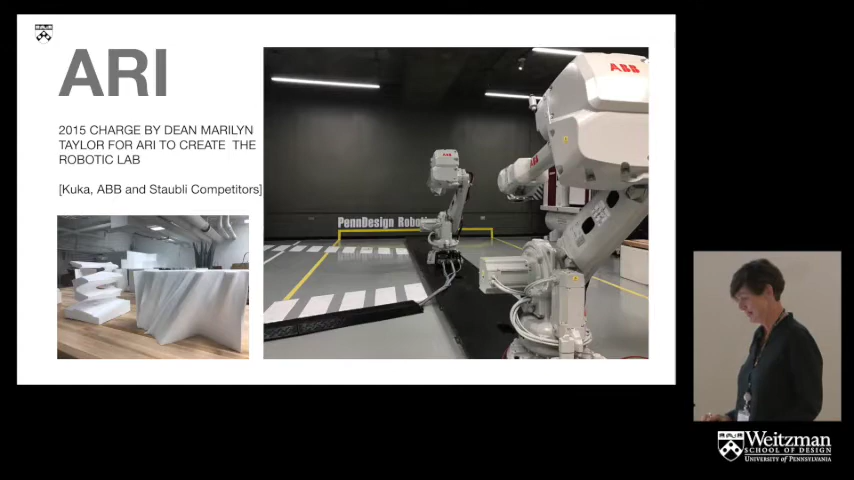 ARI
2015 CHARGE BY DEAN MARILYN
TAYLOR FOR ARI TO CREATE THE
ROBOTIC LAB
[Kuka, ABB and Staubli Competitors]
ABB
ABB
ABB
PennDesign
Weitzman
SCHOOL OF DESIGN
UNIVERSITY OF PENNSYLVANIA